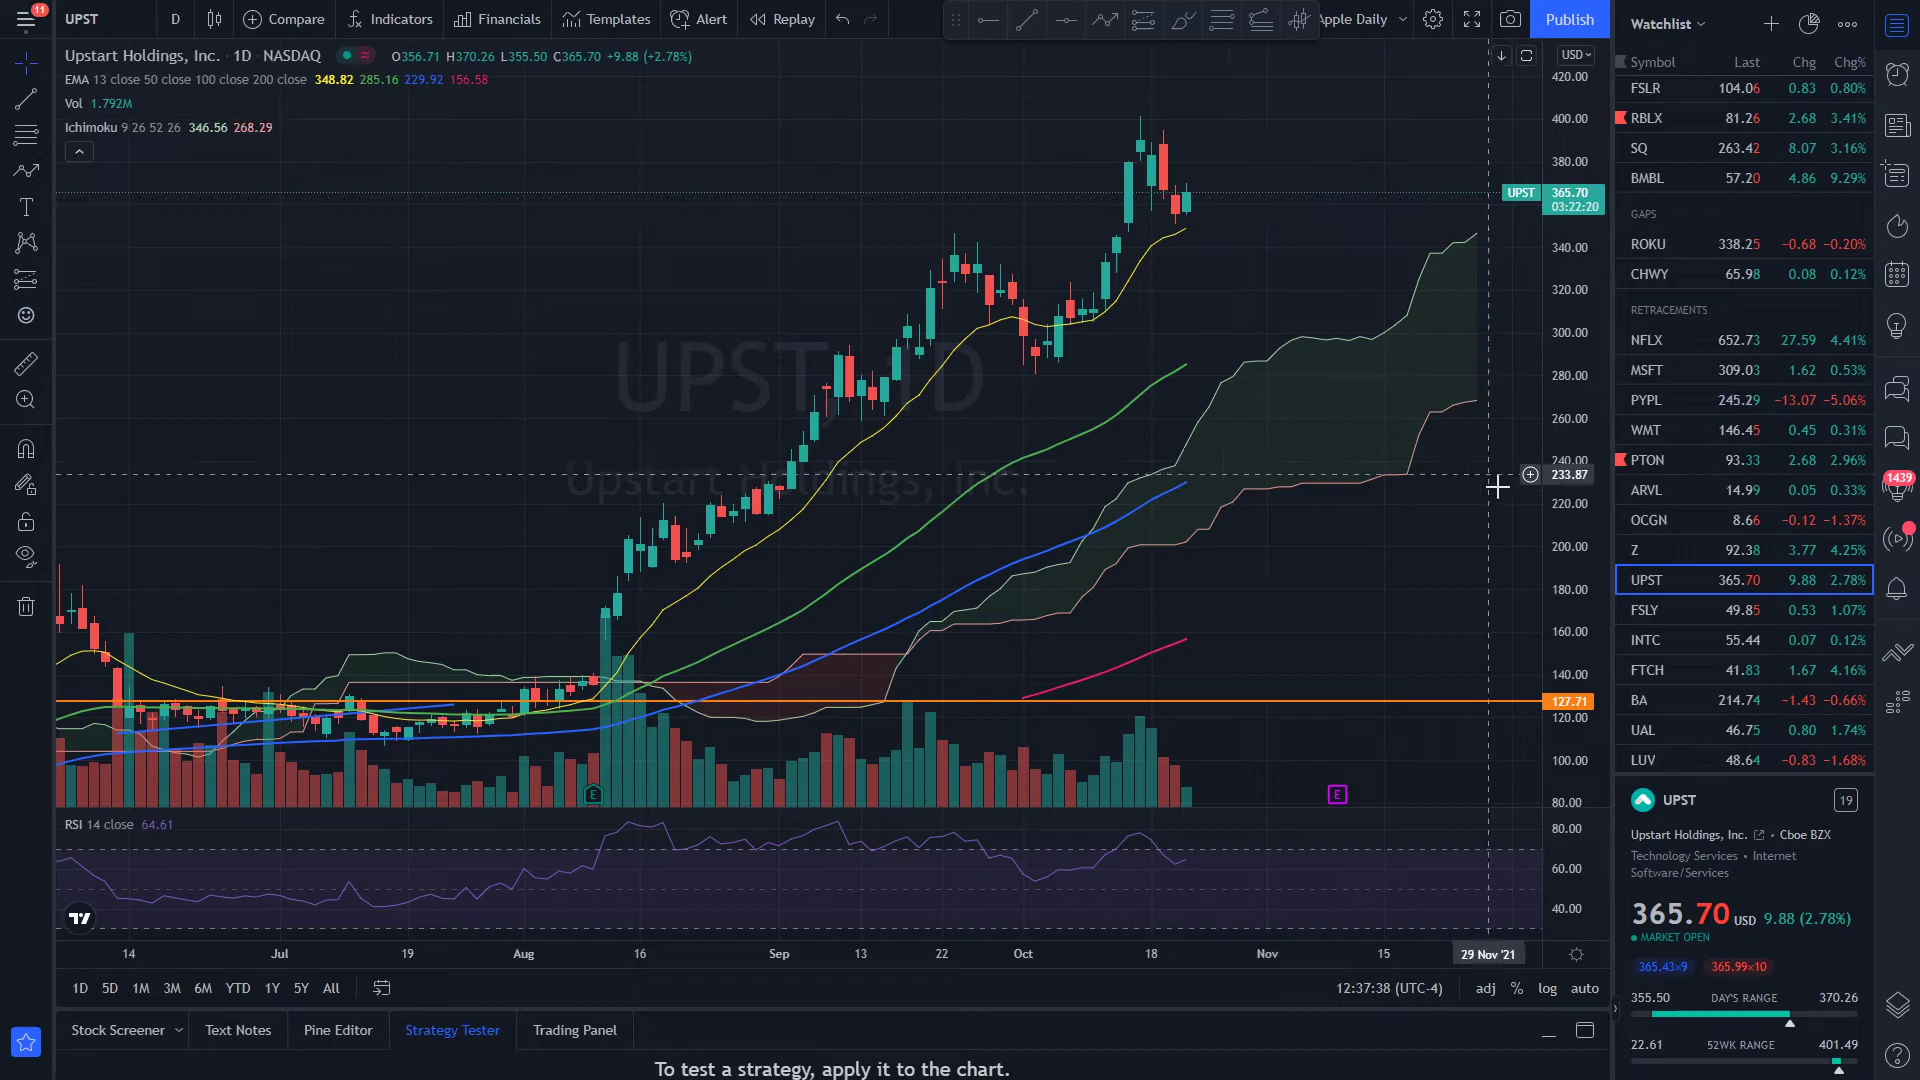 11
UPST
D
Compare
Indicators
Financials
Templates
Alert
Replay
Apple Daily
Publish
Upstart Holdings, Inc. · 1D · NASDAQ O356.71 H370.26 L355.50 C365.70 +9.88 (+2.78%)
EMA 13 close 50 close 100 close 200 close 348.82 285.16 229.92 156.58
Vol 1.792M
Ichimoku 9 26 52 26 346.56 268.29
UPST, 1D
Upstart Holdings, Inc.
USD
420.00
400.00
380.00
UPST 365.70
03:22:20
340.00
320.00
300.00
280.00
260.00
240.00
233.87
220.00
200.00
180.00
160.00
140.00
127.71
120.00
100.00
80.00
E
E
RSI 14 close 64.61
80.00
60.00
40.00
14 Jul 19 Aug 16 Sep 13 22 Oct 18 Nov 15 29 Nov '21
1D 5D 1M 3M 6M YTD 1Y 5Y All
12:37:38 (UTC-4) adj % log auto
Stock Screener Text Notes Pine Editor Strategy Tester Trading Panel
To test a strategy, apply it to the chart.
Watchlist
Symbol Last Chg Chg%
FSLR 104.06 0.83 0.80%
RBLX 81.26 2.68 3.41%
SQ 263.42 8.07 3.16%
BMBL 57.20 4.86 9.29%
GAPS
ROKU 338.25 −0.68 −0.20%
CHWY 65.98 0.08 0.12%
RETRACEMENTS
NFLX 652.73 27.59 4.41%
MSFT 309.03 1.62 0.53%
PYPL 245.29 −13.07 −5.06%
WMT 146.45 0.45 0.31%
PTON 93.33 2.68 2.96%
ARVL 14.99 0.05 0.33%
OCGN 8.66 −0.12 −1.37%
Z 92.38 3.77 4.25%
UPST 365.70 9.88 2.78%
FSLY 49.85 0.53 1.07%
INTC 55.44 0.07 0.12%
FTCH 41.83 1.67 4.16%
BA 214.74 −1.43 −0.66%
UAL 46.75 0.80 1.74%
LUV 48.64 −0.83 −1.68%
UPST
19
Upstart Holdings, Inc. • Cboe BZX
Technology Services • Internet
Software/Services
365.70 USD 9.88 (2.78%)
MARKET OPEN
365.43×9 365.99×10
355.50 DAY'S RANGE 370.26
22.61 52WK RANGE 401.49
1439